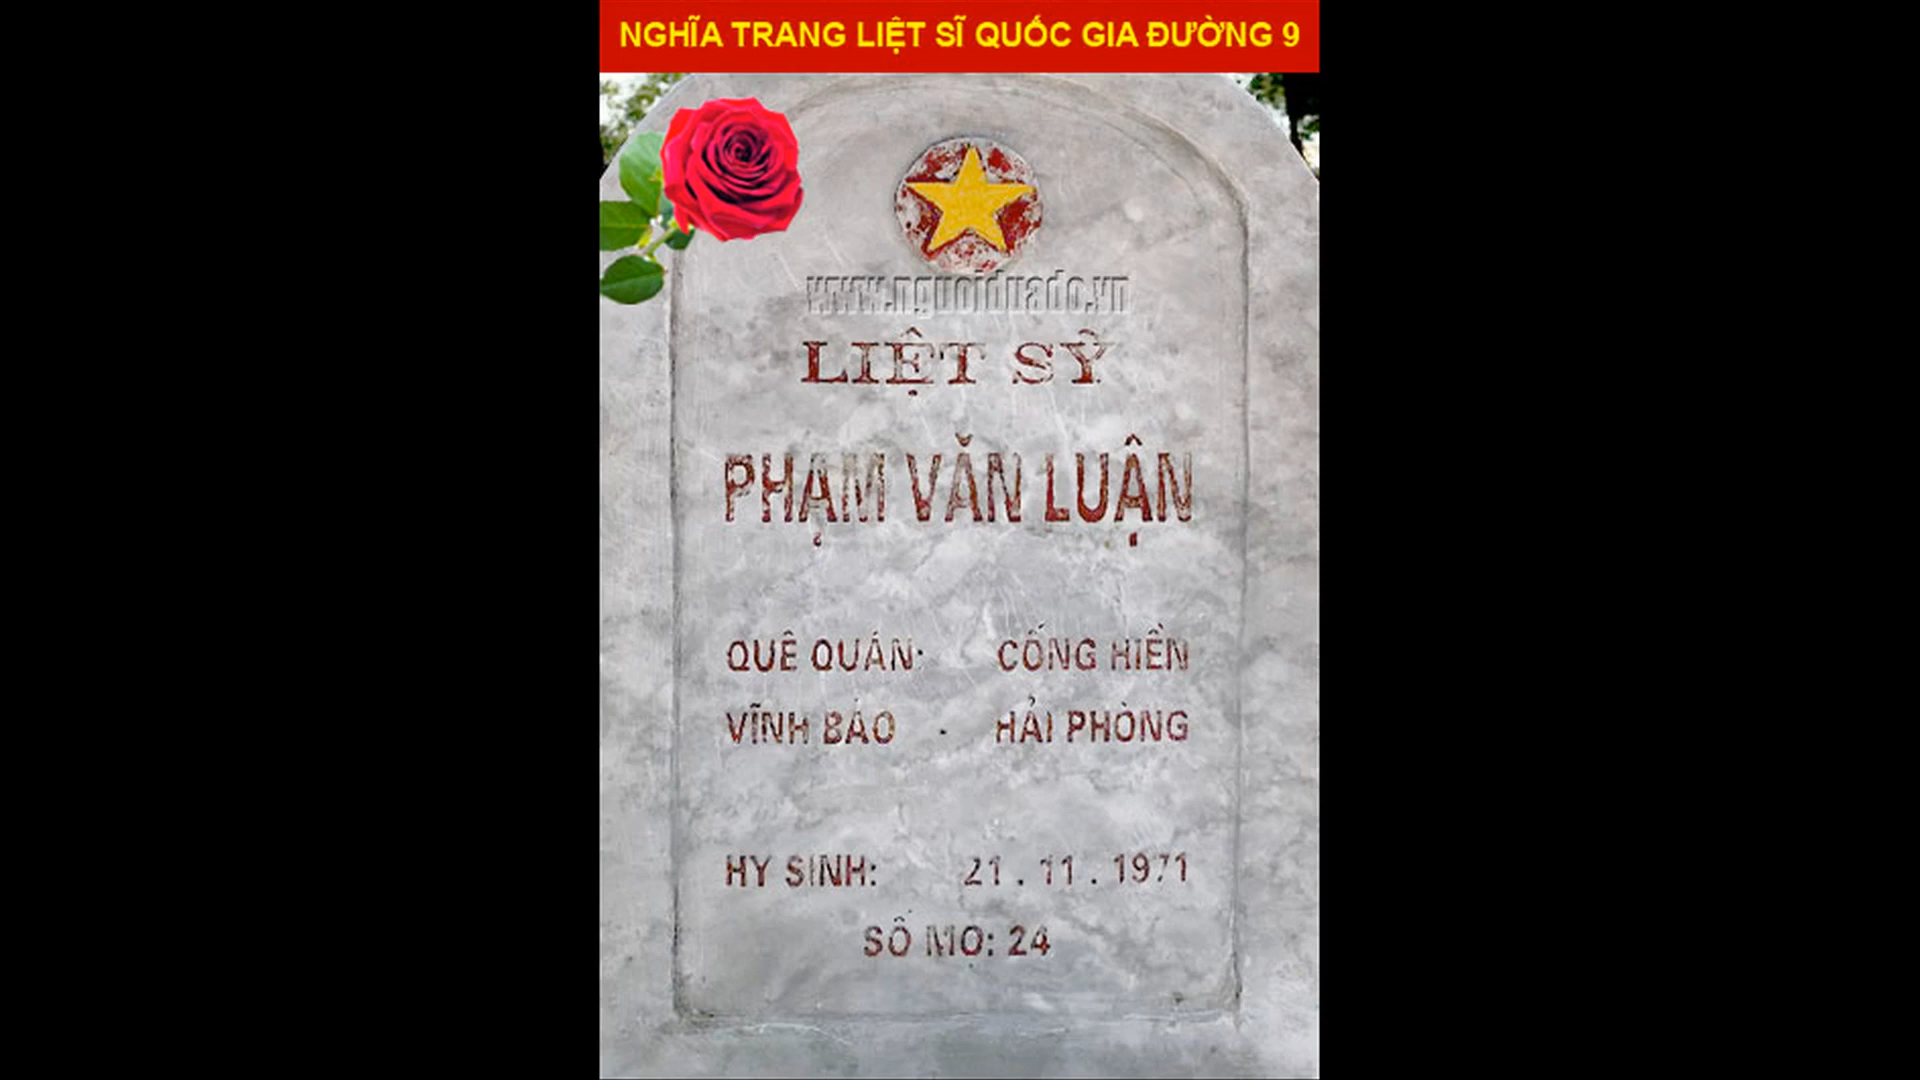 NGHĨA TRANG LIỆT SĨ QUỐC GIA ĐƯỜNG 9
www.nguoiduado.vn
LIỆT SỸ
PHẠM VĂN LUẬN
QUÊ QUÁN: CỐNG HIỀN
VĨNH BẢO - HẢI PHÒNG
HY SINH: 21 . 11 . 1971
SỐ MỘ: 24